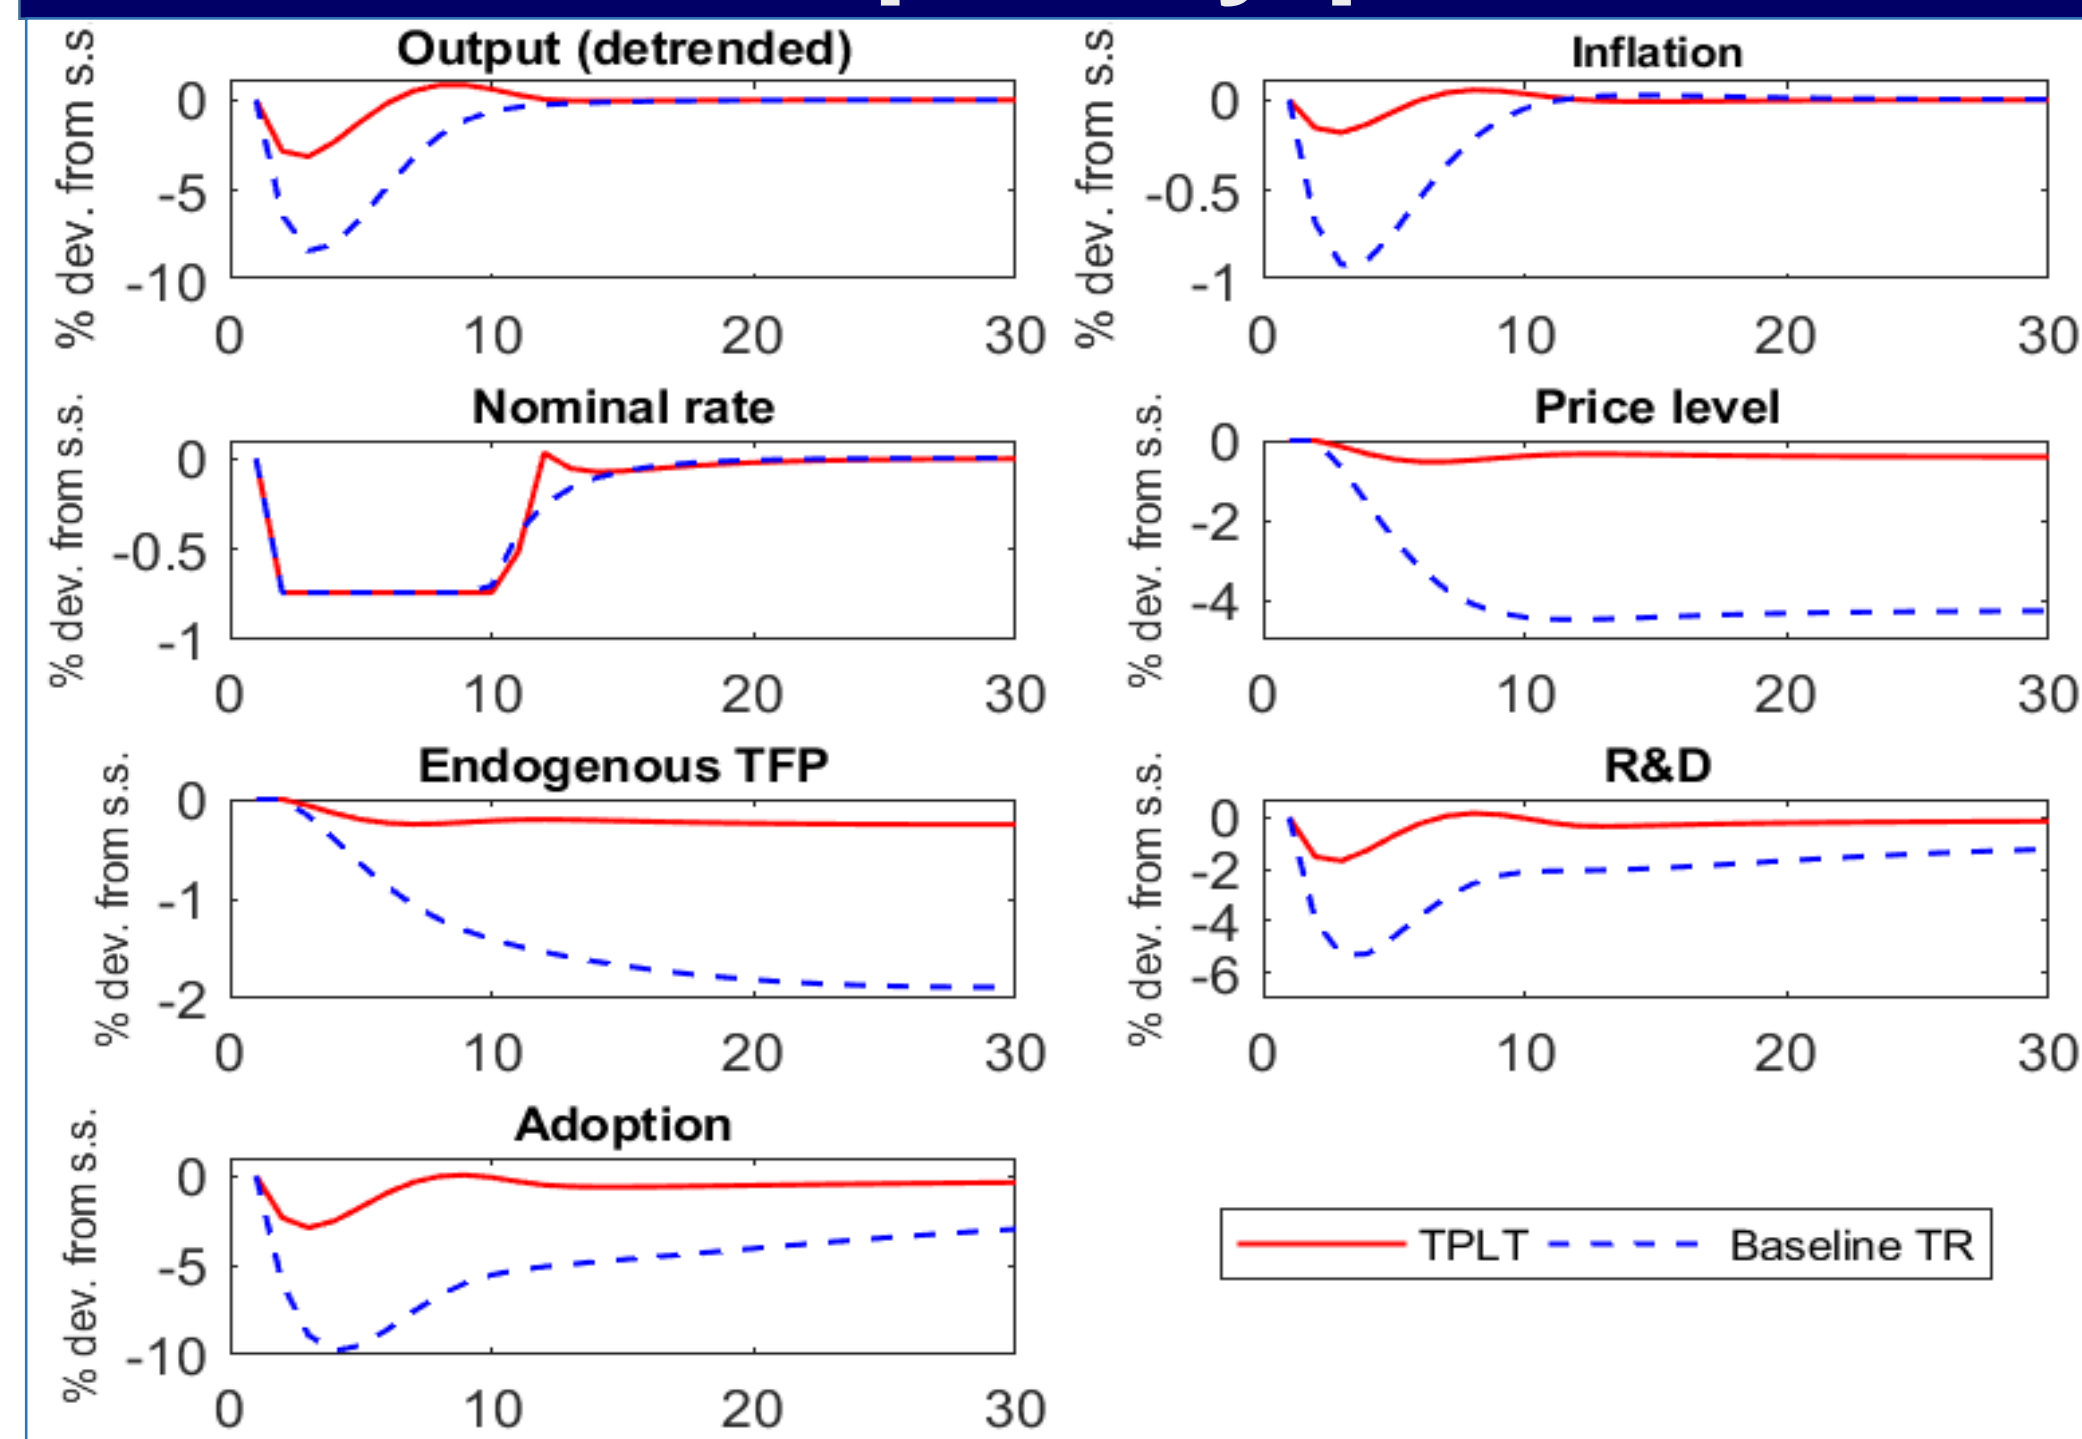 Output (detrended)
% dev. from s.s
0
-5
-10
0 10 20 30
Inflation
% dev. from s.s
0
-0.5
-1
0 10 20 30
Nominal rate
% dev. from s.s.
0
-0.5
-1
0 10 20 30
Price level
% dev. from s.s.
0
-2
-4
0 10 20 30
Endogenous TFP
% dev. from s.s.
0
-1
-2
0 10 20 30
R&D
% dev. from s.s.
0
-2
-4
-6
0 10 20 30
Adoption
% dev. from s.s.
0
-5
-10
0 10 20 30
TPLT Baseline TR